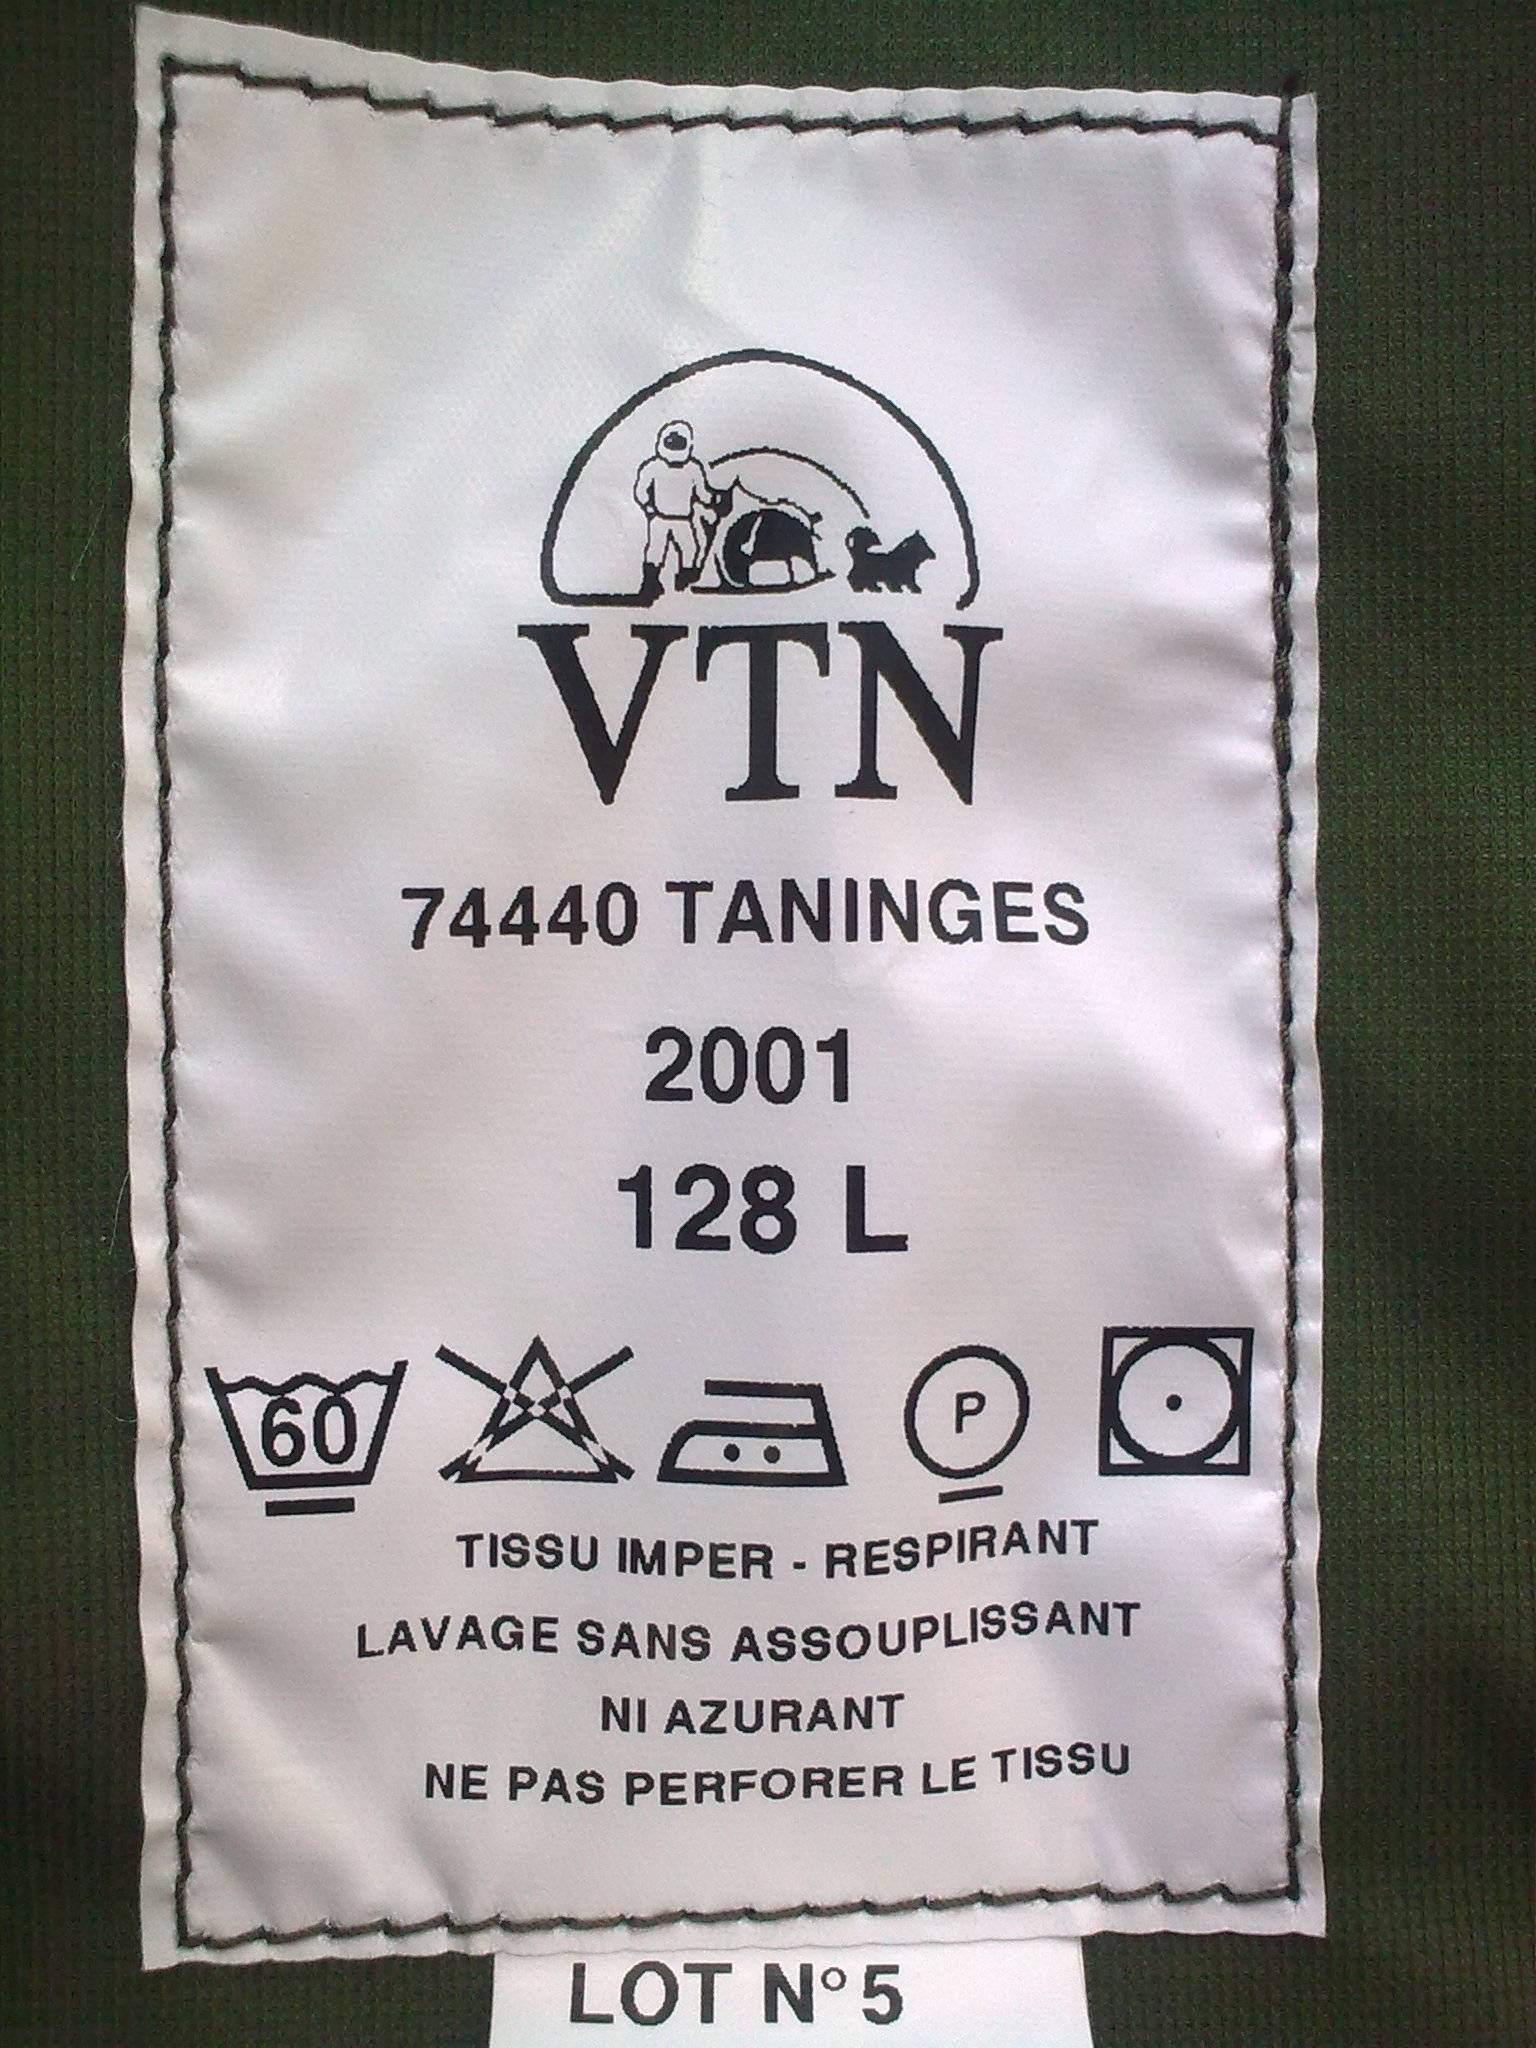 VTN
74440 TANINGES
2001
128 L
60
P
TISSU IMPER - RESPIRANT
LAVAGE SANS ASSOUPLISSANT
NI AZURANT
NE PAS PERFORER LE TISSU
LOT N° 5